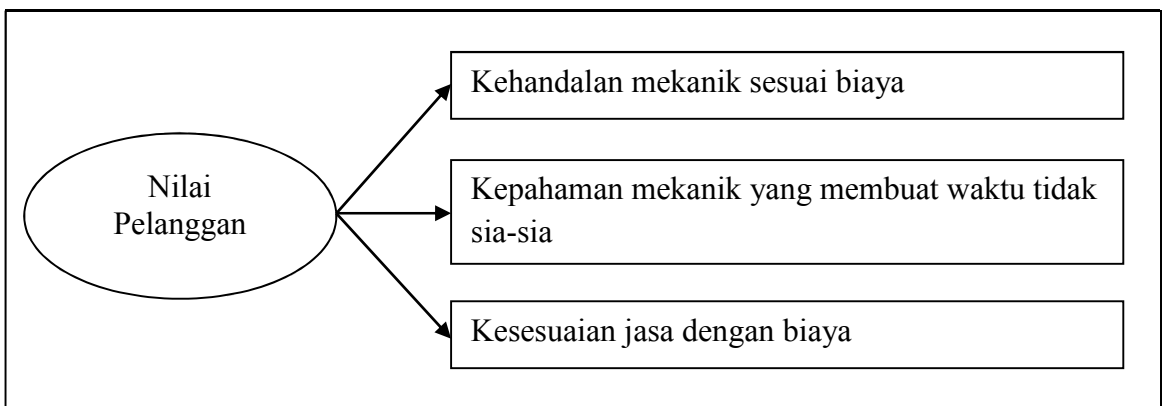 Kehandalan mekanik sesuai biaya
Nilai
Pelanggan
Kepahaman mekanik yang membuat waktu tidak
sia-sia
Kesesuaian jasa dengan biaya